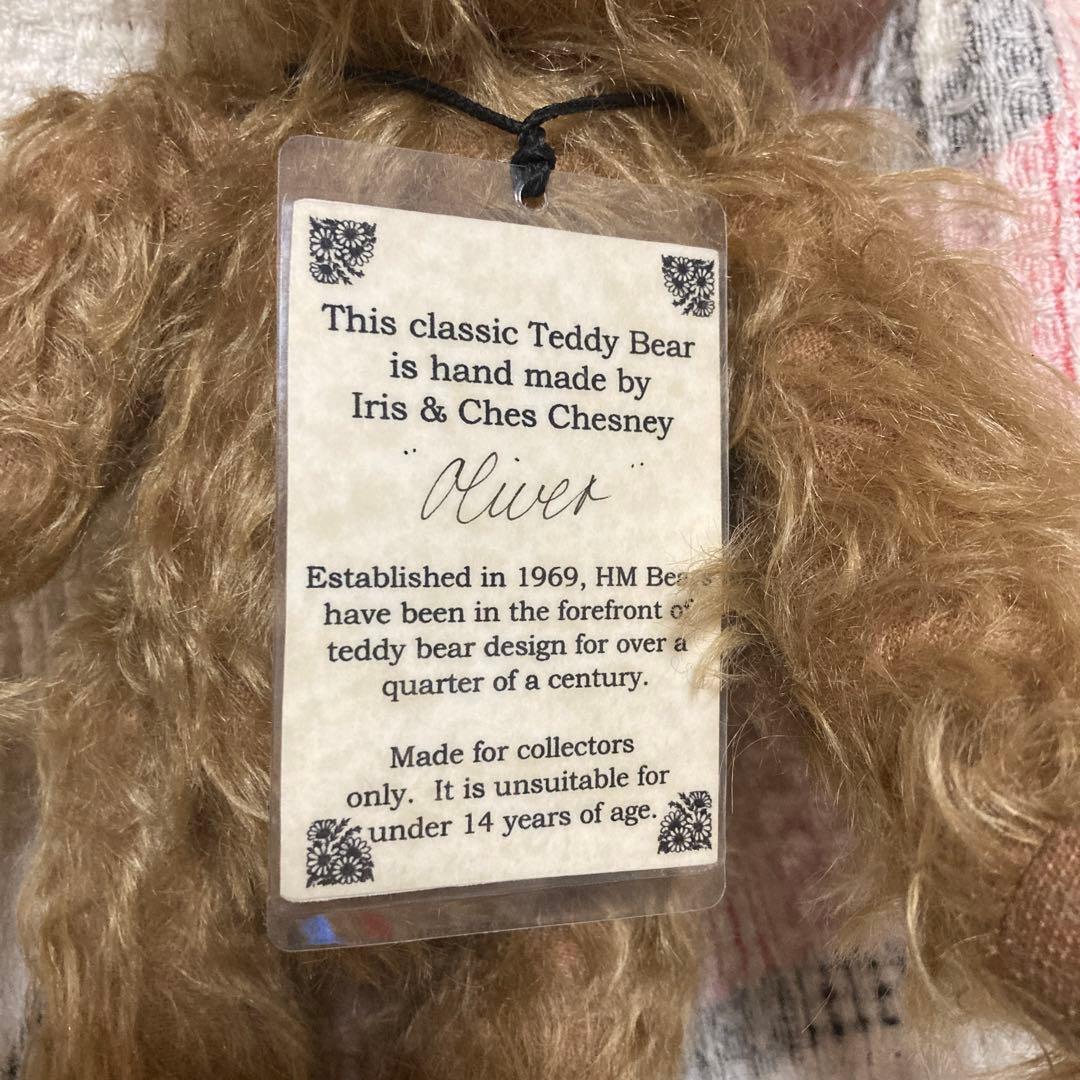 This classic Teddy Bear
is hand made by
Iris & Ches Chesney
"Oliver"
Established in 1969, HM Bears
have been in the forefront of
teddy bear design for over a
quarter of a century.
Made for collectors
only. It is unsuitable for
under 14 years of age.